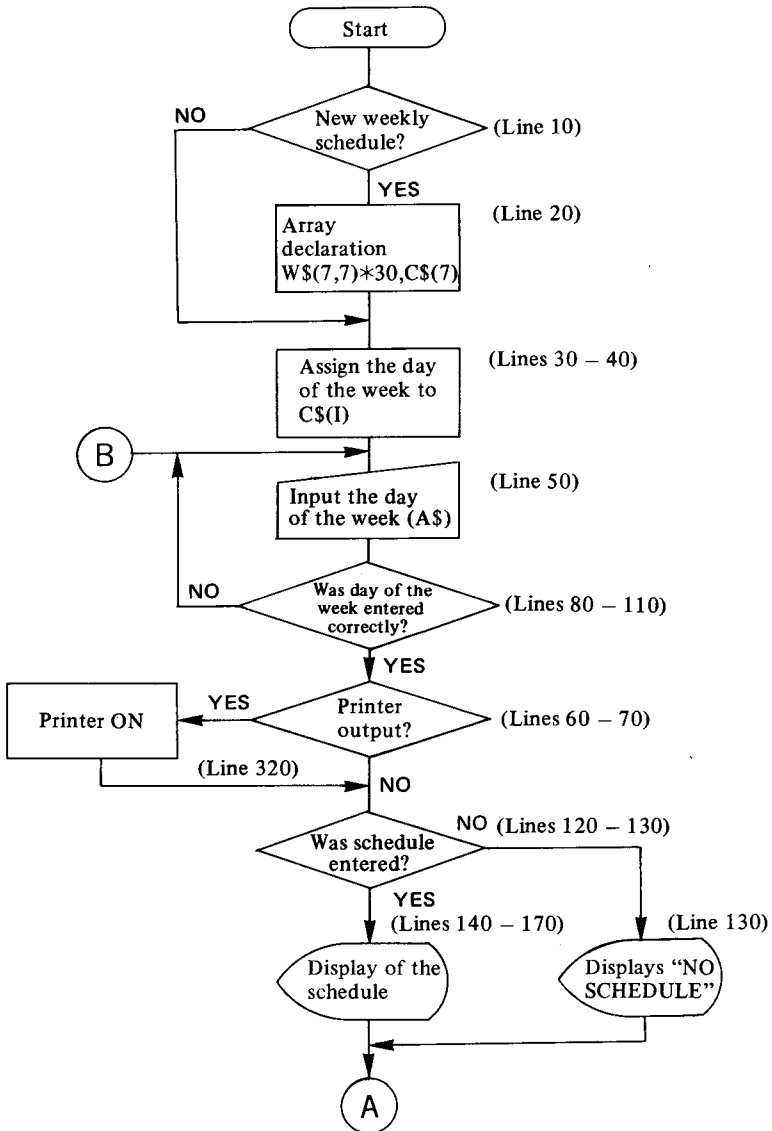 Start
NO
New weekly
schedule?
(Line 10)
YES
(Line 20)
Array
declaration
W$(7,7)*30,C$(7)
(Lines 30 – 40)
Assign the day
of the week to
C$(I)
B
(Line 50)
Input the day
of the week (A$)
NO
Was day of the
week entered
correctly?
(Lines 80 – 110)
YES
YES
Printer ON
Printer
output?
(Lines 60 – 70)
(Line 320)
NO
NO (Lines 120 – 130)
Was schedule
entered?
YES
(Lines 140 – 170)
(Line 130)
Display of the
schedule
Displays “NO
SCHEDULE”
A